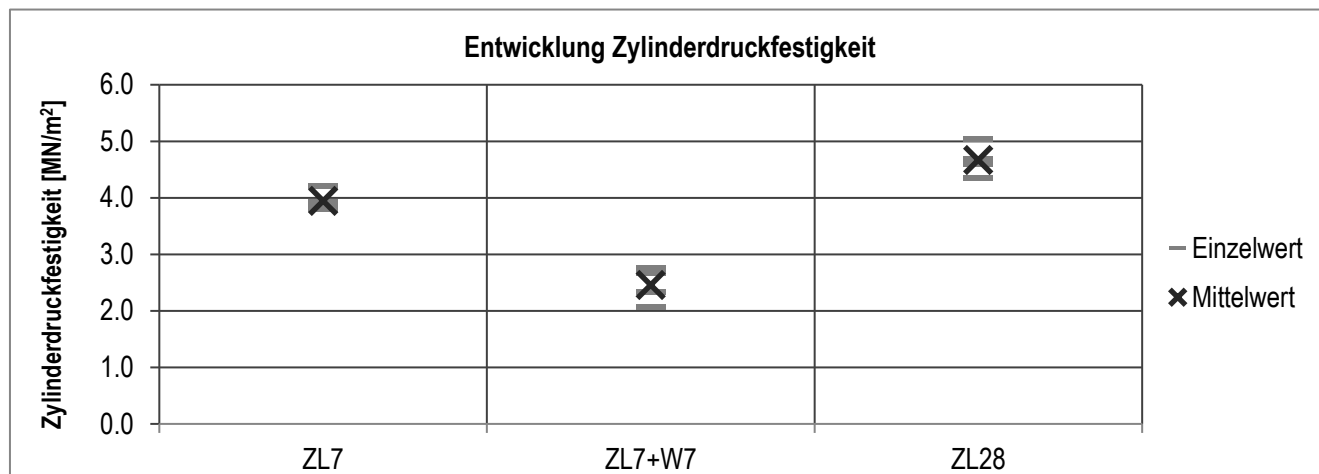 Entwicklung Zylinderdruckfestigkeit
Zylinderdruckfestigkeit [MN/m²]
6.0
5.0
4.0
3.0
2.0
1.0
0.0
ZL7 ZL7+W7 ZL28
Einzelwert
Mittelwert